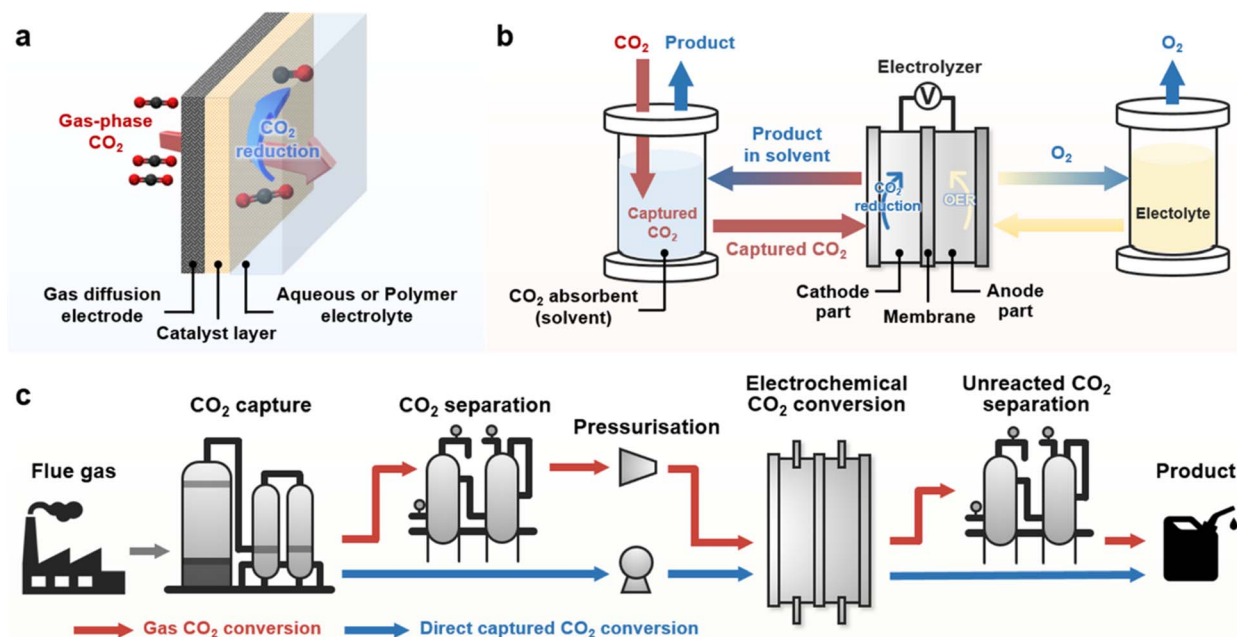 a
Gas-phase
CO₂
CO₂
reduction
Gas diffusion
electrode
Catalyst layer
Aqueous or Polymer
electrolyte
b
CO₂
Product
Electrolyzer
V
O₂
Product
in solvent
O₂
CO₂
reduction
OER
Captured
CO₂
Captured CO₂
Electolyte
CO₂ absorbent
(solvent)
Cathode
part
Membrane
Anode
part
c
Flue gas
CO₂ capture
CO₂ separation
Pressurisation
Electrochemical
CO₂ conversion
Unreacted CO₂
separation
Product
Gas CO₂ conversion
Direct captured CO₂ conversion